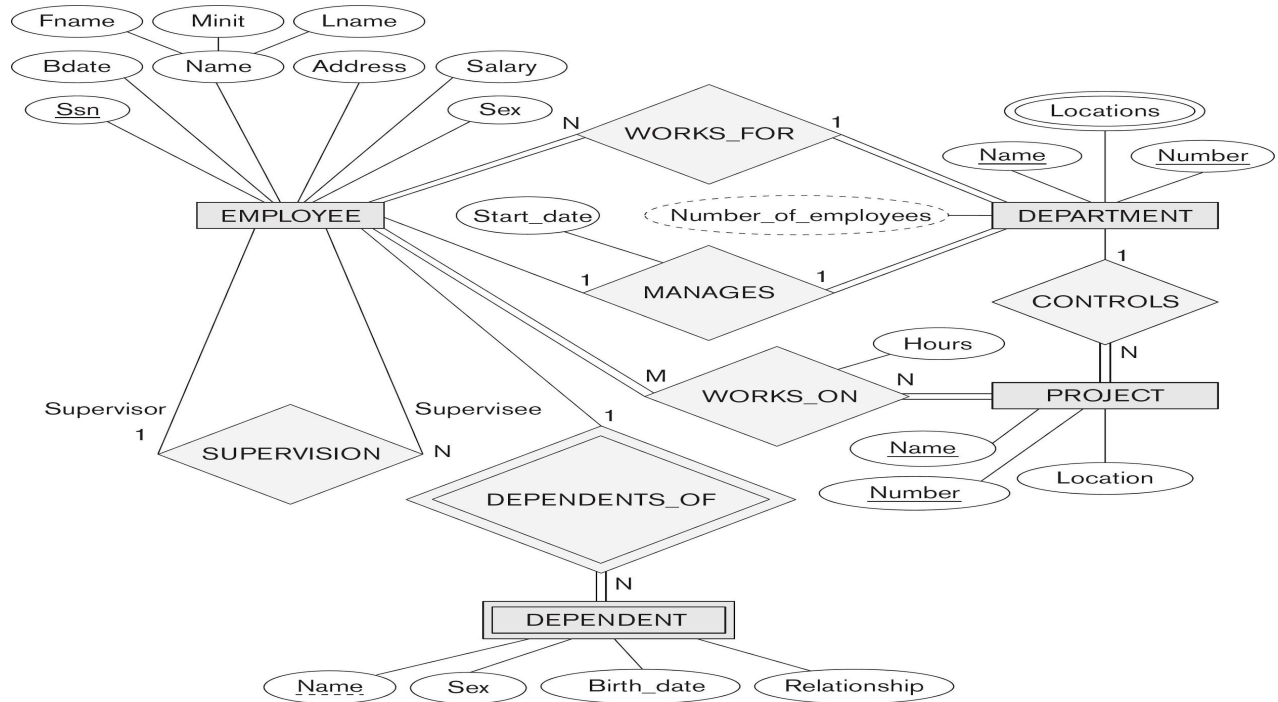 Fname Minit Lname
Bdate Name Address Salary
Ssn Sex
N WORKS_FOR 1
Locations
Name Number
EMPLOYEE Start_date Number_of_employees DEPARTMENT
1 MANAGES 1
1
CONTROLS
N
Hours
M WORKS_ON N PROJECT
Supervisor Supervisee
1 SUPERVISION N
1
Name
Number Location
DEPENDENTS_OF
N
DEPENDENT
Name Sex Birth_date Relationship